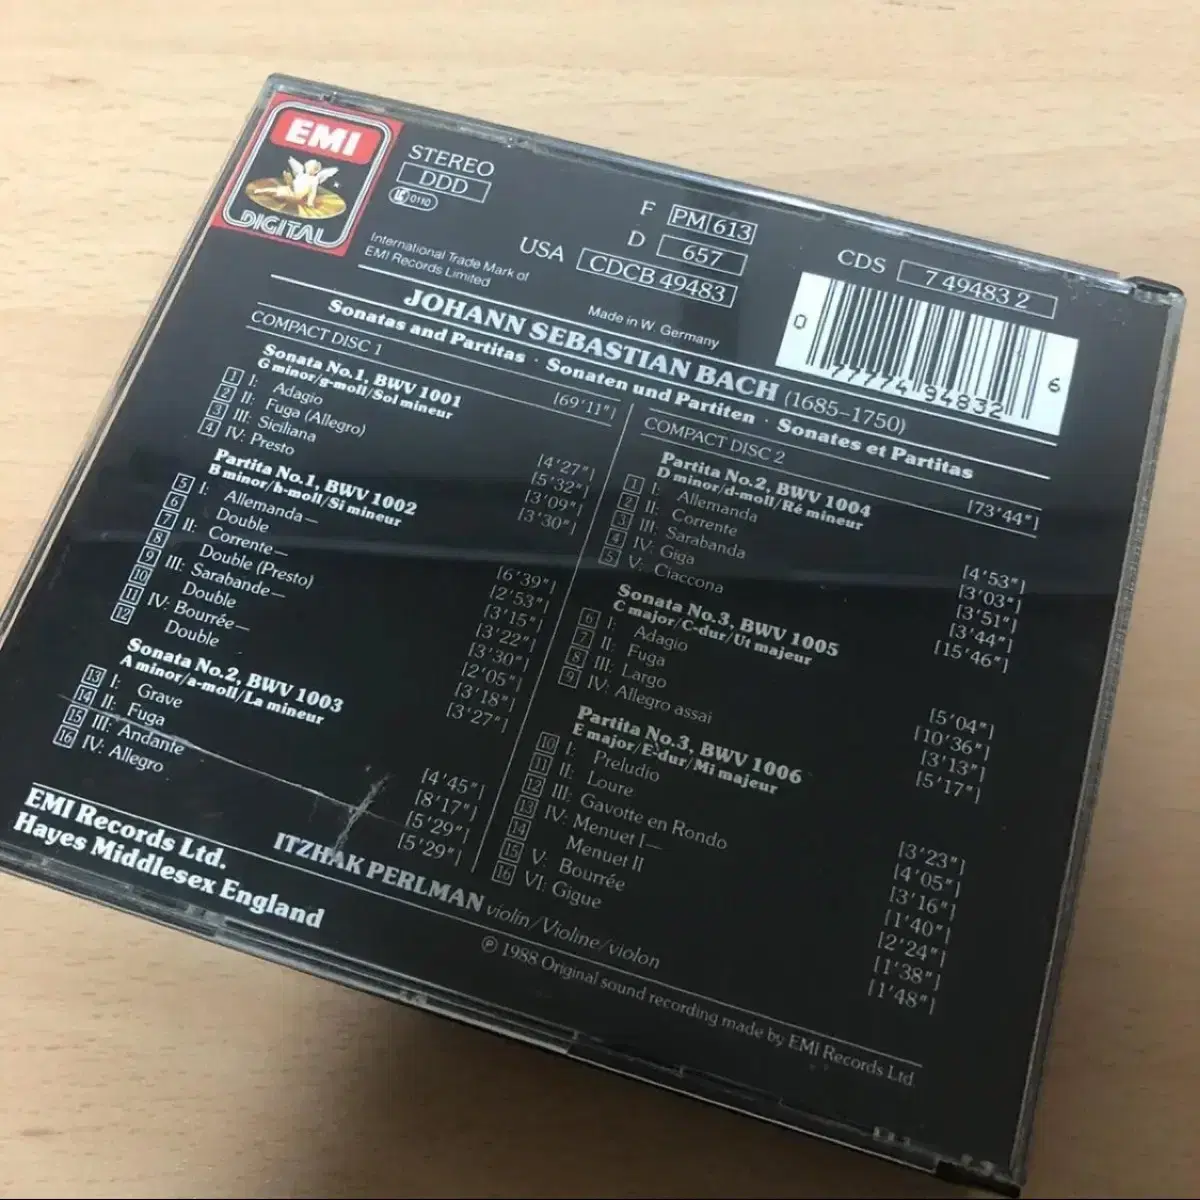 EMI
DIGITAL
STEREO
DDD
LC 0110
International Trade Mark of
EMI Records Limited
F PM 613
D 657
USA CDCB 49483
Made in W. Germany
CDS 7 49483 2
0 77774 94832 6
JOHANN SEBASTIAN BACH (1685–1750)
Sonatas and Partitas · Sonaten und Partiten · Sonates et Partitas
COMPACT DISC 1 [69'11"]
Sonata No.1, BWV 1001
G minor/g-moll/Sol mineur
1 I: Adagio [4'27"]
2 II: Fuga (Allegro) [5'32"]
3 III: Siciliana [3'09"]
4 IV: Presto [3'30"]
Partita No.1, BWV 1002
B minor/h-moll/Si mineur
5 I: Allemanda— [6'39"]
6 Double [2'53"]
7 II: Corrente— [3'15"]
8 Double (Presto) [3'22"]
9 III: Sarabande— [3'30"]
10 Double [2'05"]
11 IV: Bourrée— [3'18"]
12 Double [3'27"]
Sonata No.2, BWV 1003
A minor/a-moll/La mineur
13 I: Grave [4'45"]
14 II: Fuga [8'17"]
15 III: Andante [5'29"]
16 IV: Allegro [5'29"]
COMPACT DISC 2 [73'44"]
Partita No.2, BWV 1004
D minor/d-moll/Ré mineur
1 I: Allemanda [4'53"]
2 II: Corrente [3'03"]
3 III: Sarabanda [3'51"]
4 IV: Giga [3'44"]
5 V: Ciaccona [15'46"]
Sonata No.3, BWV 1005
C major/C-dur/Ut majeur
6 I: Adagio [5'04"]
7 II: Fuga [10'36"]
8 III: Largo [3'13"]
9 IV: Allegro assai [5'17"]
Partita No.3, BWV 1006
E major/E-dur/Mi majeur
10 I: Preludio [3'23"]
11 II: Loure [4'05"]
12 III: Gavotte en Rondo [3'16"]
13 IV: Menuet I— [1'40"]
14 Menuet II [2'24"]
15 V: Bourrée [1'38"]
16 VI: Gigue [1'48"]
ITZHAK PERLMAN violin/Violine/violon
EMI Records Ltd.
Hayes Middlesex England
℗ 1988 Original sound recording made by EMI Records Ltd.